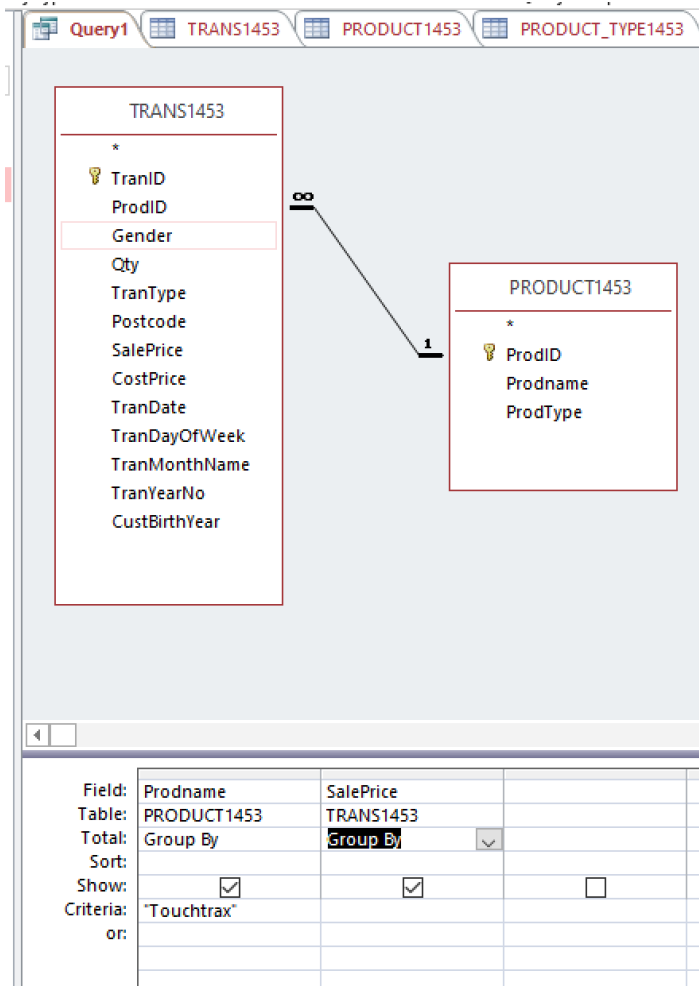 Query1 TRANS1453 PRODUCT1453 PRODUCT_TYPE1453
TRANS1453
*
TranID
ProdID
Gender
Qty
TranType
Postcode
SalePrice
CostPrice
TranDate
TranDayOfWeek
TranMonthName
TranYearNo
CustBirthYear
∞
1
PRODUCT1453
*
ProdID
Prodname
ProdType
Field: Prodname SalePrice
Table: PRODUCT1453 TRANS1453
Total: Group By Group By
Sort:
Show:
Criteria: "Touchtrax"
or: